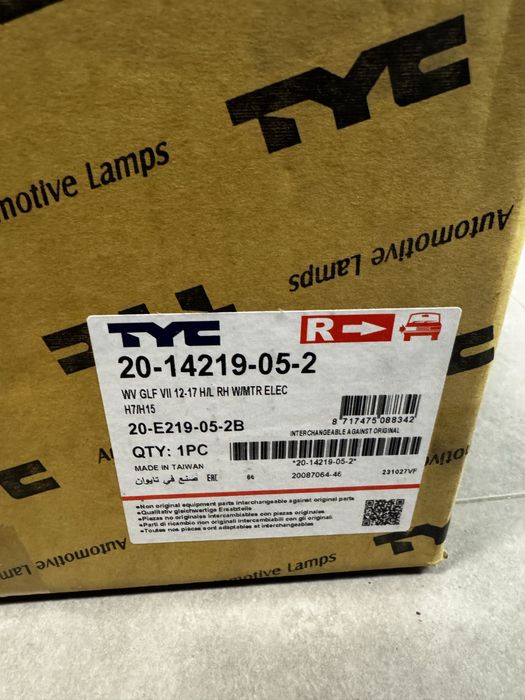 TYC
motive Lamps
Automotive Lamps
TYC
TYC
R
20-14219-05-2
WV GLF VII 12-17 H/L RH W/MTR ELEC
H7/H15
8 717475 088342
20-E219-05-2B
INTERCHANGEABLE AGAINST ORIGINAL
QTY: 1PC
*20-14219-05-2*
MADE IN TAIWAN
صنع في تايوان EAC 66 20087064-46 231027VF
•Non original equipment parts interchangeable against original parts
•Qualitativ gleichwertige Ersatzteile
•Piezas no originales intercambiables con piezas originales
•Parti di ricambio non originali intercambiabili con gli originali
•Toutes nos pièces sont adaptables et interchangeables
Automotive Lamps